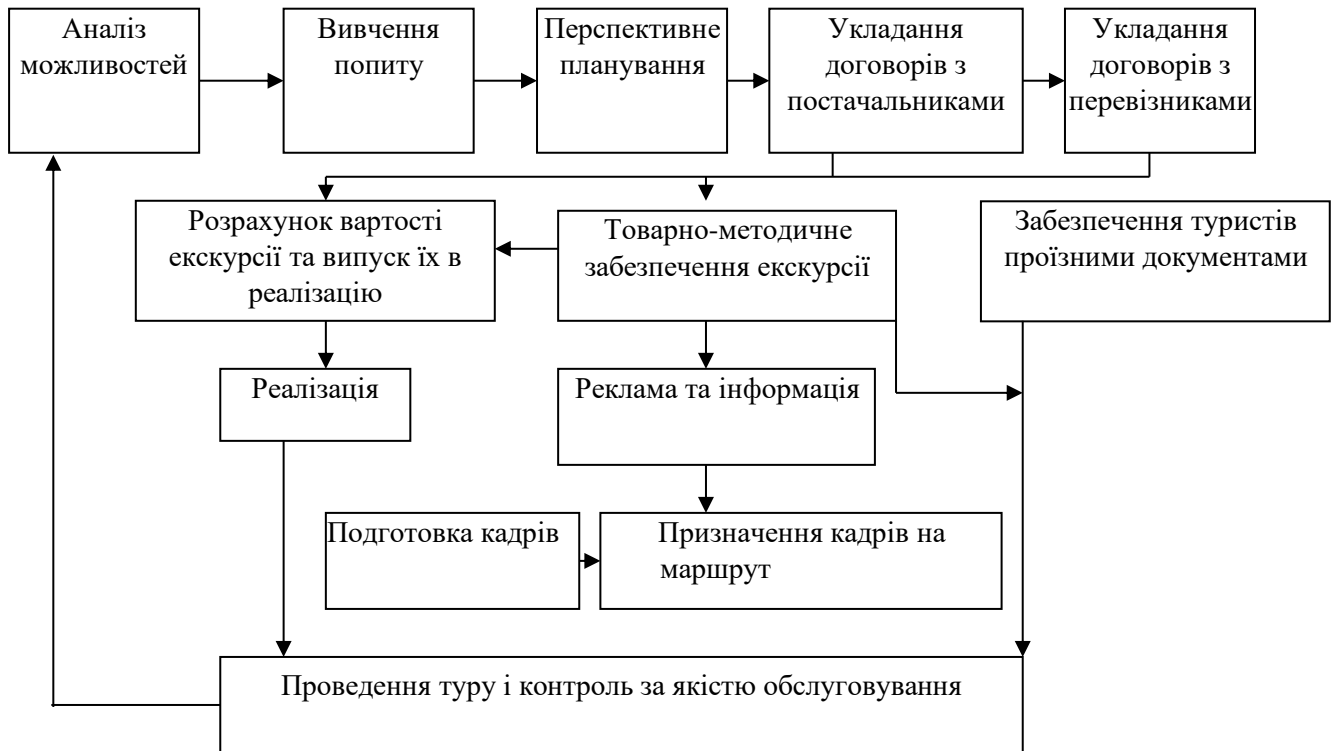 Аналіз
можливостей
Вивчення
попиту
Перспективне
планування
Укладання
договорів з
постачальниками
Укладання
договорів з
перевізниками
Розрахунок вартості
екскурсії та випуск їх в
реалізацію
Товарно-методичне
забезпечення екскурсії
Забезпечення туристів
проїзними документами
Реалізація
Реклама та інформація
Подготовка кадрів
Призначення кадрів на
маршрут
Проведення туру і контроль за якістю обслуговування